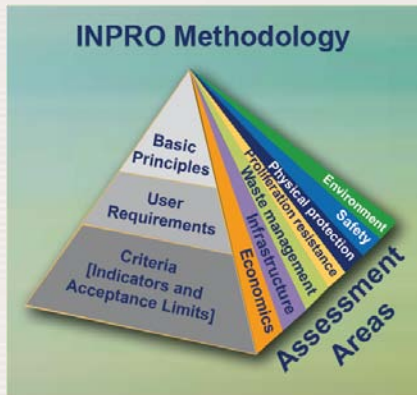 INPRO Methodology
Basic
Principles
User
Requirements
Criteria
[Indicators and
Acceptance Limits]
Economics
Infrastructure
Waste management
Proliferation resistance
Physical protection
Safety
Environment
Assessment
Areas